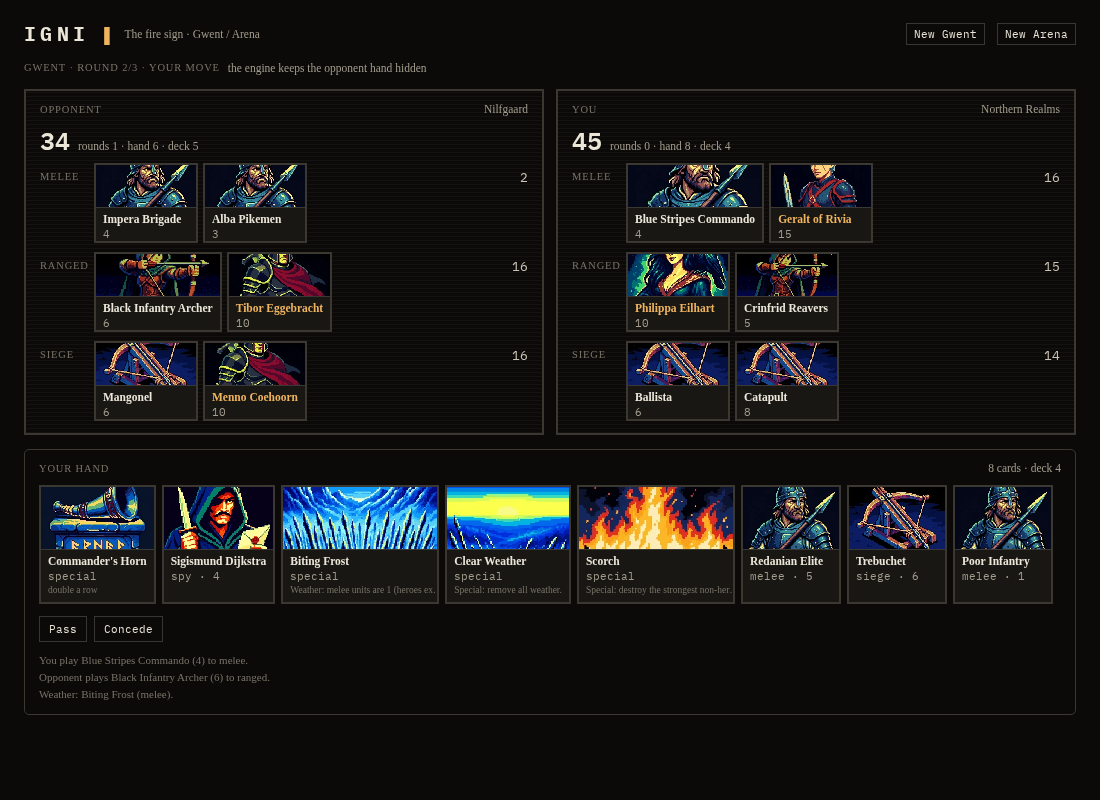 IGNI The fire sign · Gwent / Arena New Gwent New Arena
GWENT · ROUND 2/3 · YOUR MOVE the engine keeps the opponent hand hidden
OPPONENT Nilfgaard
34 rounds 1 · hand 6 · deck 5
MELEE 2
Impera Brigade Alba Pikemen
4 3
RANGED 16
Black Infantry Archer Tibor Eggebracht
6 10
SIEGE 16
Mangonel Menno Coehoorn
6 10
YOU Northern Realms
45 rounds 0 · hand 8 · deck 4
MELEE 16
Blue Stripes Commando Geralt of Rivia
4 15
RANGED 15
Philippa Eilhart Crinfrid Reavers
10 5
SIEGE 14
Ballista Catapult
6 8
YOUR HAND 8 cards · deck 4
Commander's Horn Sigismund Dijkstra Biting Frost Clear Weather Scorch Redanian Elite Trebuchet Poor Infantry
special spy · 4 special special special melee · 5 siege · 6 melee · 1
double a row Weather: melee units are 1 (heroes ex. Special: remove all weather. Special: destroy the strongest non-her.
Pass Concede
You play Blue Stripes Commando (4) to melee.
Opponent plays Black Infantry Archer (6) to ranged.
Weather: Biting Frost (melee).